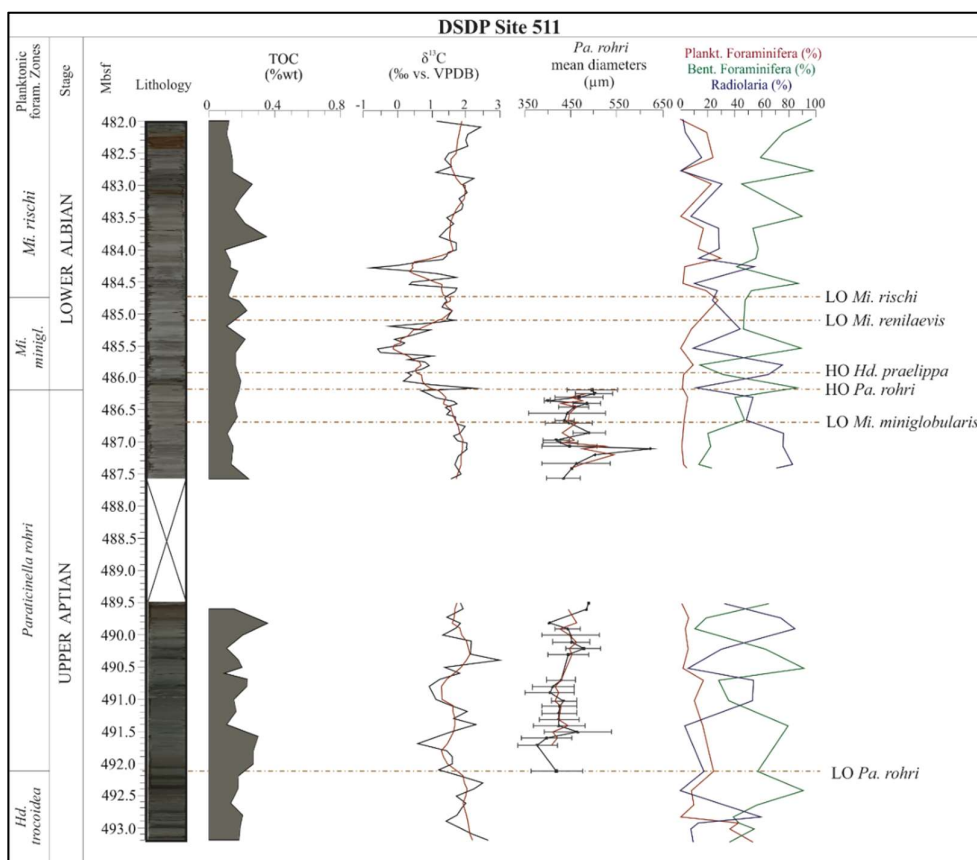 DSDP Site 511
Planktonic
foram. Zones
Stage
Mbsf
Lithology
TOC
(%wt)
0 0.4 0.8
δ¹³C
(‰ vs. VPDB)
-1 0 1 2 3
Pa. rohri
mean diameters
(µm)
350 450 550 650
Plankt. Foraminifera (%)
Bent. Foraminifera (%)
Radiolaria (%)
0 20 40 60 80 100
Mi. rischi
Mi.
minigl.
Paraticinella rohri
Hd.
trocoidea
LOWER ALBIAN
UPPER APTIAN
482.0
482.5
483.0
483.5
484.0
484.5
485.0
485.5
486.0
486.5
487.0
487.5
488.0
488.5
489.0
489.5
490.0
490.5
491.0
491.5
492.0
492.5
493.0
LO Mi. rischi
LO Mi. renilaevis
HO Hd. praelippa
HO Pa. rohri
LO Mi. miniglobularis
LO Pa. rohri